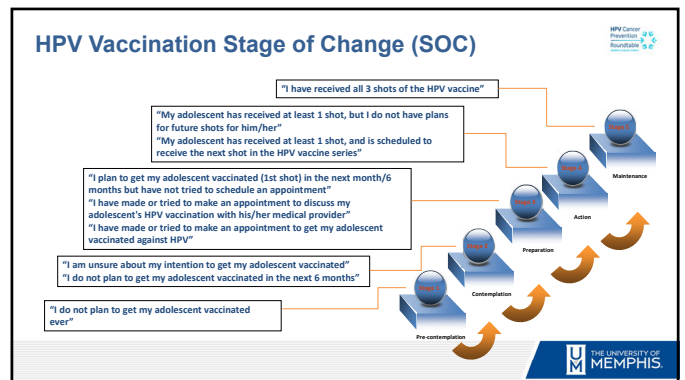 HPV Vaccination Stage of Change (SOC)
HPV Cancer
Prevention
Roundtable
"I have received all 3 shots of the HPV vaccine"
"My adolescent has received at least 1 shot, but I do not have plans
for future shots for him/her"
"My adolescent has received at least 1 shot, and is scheduled to
receive the next shot in the HPV vaccine series"
"I plan to get my adolescent vaccinated (1st shot) in the next month/6
months but have not tried to schedule an appointment"
"I have made or tried to make an appointment to discuss my
adolescent's HPV vaccination with his/her medical provider"
"I have made or tried to make an appointment to get my adolescent
vaccinated against HPV"
"I am unsure about my intention to get my adolescent vaccinated"
"I do not plan to get my adolescent vaccinated in the next 6 months"
"I do not plan to get my adolescent vaccinated
ever"
Stage
Maintenance
Stage
Action
Stage
Preparation
Stage
Contemplation
Stage
Pre-contemplation
THE UNIVERSITY OF
MEMPHIS.